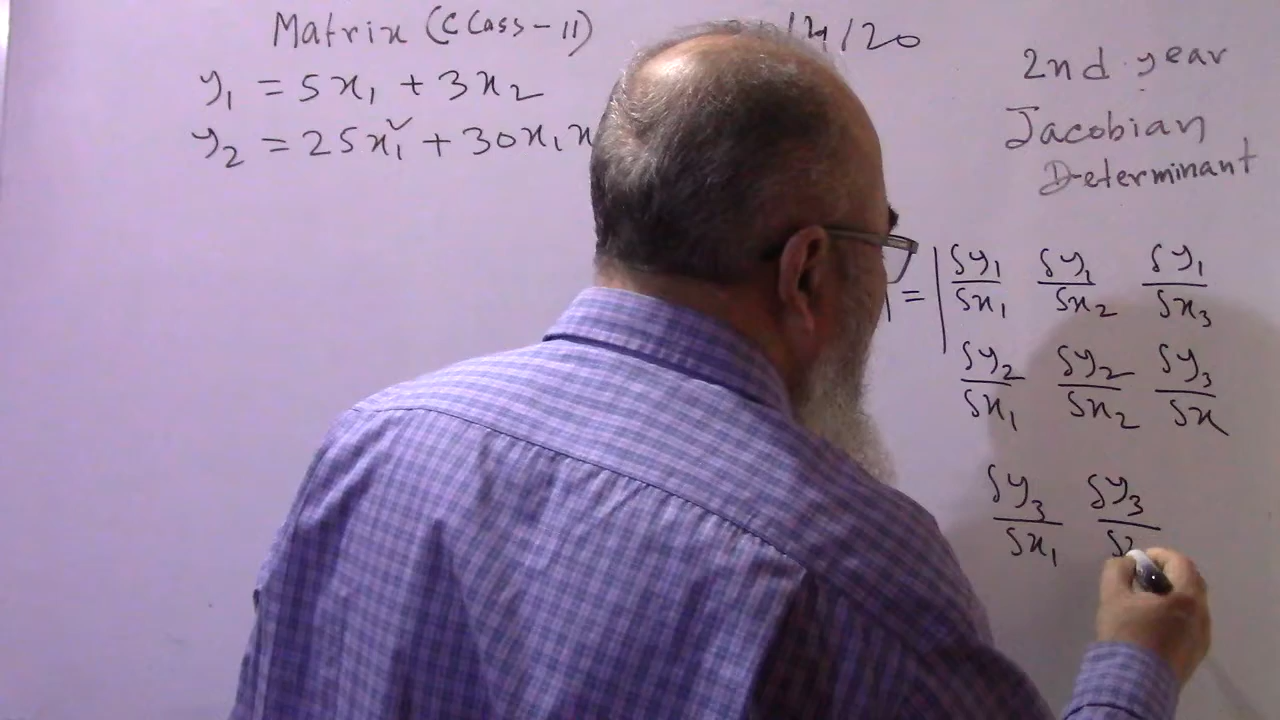 Matrix (Class-11) /20
y₁ = 5x₁ + 3x₂
y₂ = 25x₁² + 30x₁x
2nd year
Jacobian
Determinant
= | δy₁/δx₁ δy₁/δx₂ δy₁/δx₃
δy₂/δx₁ δy₂/δx₂ δy₃/δx
δy₃/δx₁ δy₃/δ